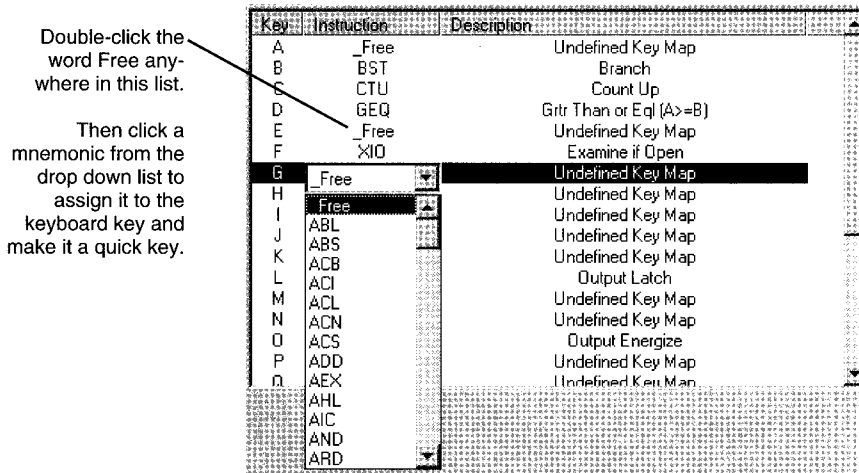 Double-click the
word Free any-
where in this list.
Then click a
mnemonic from the
drop down list to
assign it to the
keyboard key and
make it a quick key.
Key Instruction Description
A _Free Undefined Key Map
B BST Branch
C CTU Count Up
D GEQ Grtr Than or Eql (A>=B)
E _Free Undefined Key Map
F XIO Examine if Open
G _Free Undefined Key Map
H _Free Undefined Key Map
I ABL Undefined Key Map
J ABS Undefined Key Map
K ACB Undefined Key Map
L ACI Output Latch
M ACL Undefined Key Map
N ACN Undefined Key Map
O ACS Output Energize
P ADD Undefined Key Map
Q AEX Undefined Key Map
AHL
AIC
AND
ARD